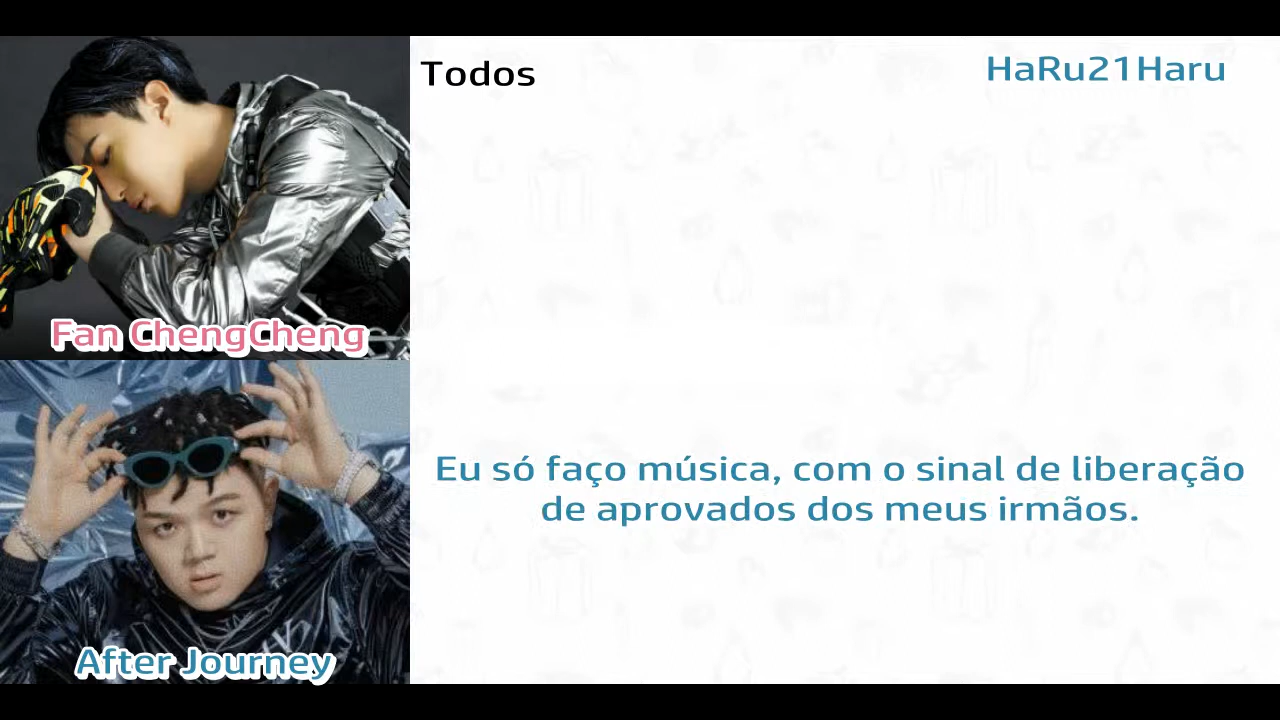 Todos
HaRu21Haru
Fan ChengCheng
Eu só faço música, com o sinal de liberação
de aprovados dos meus irmãos.
After Journey